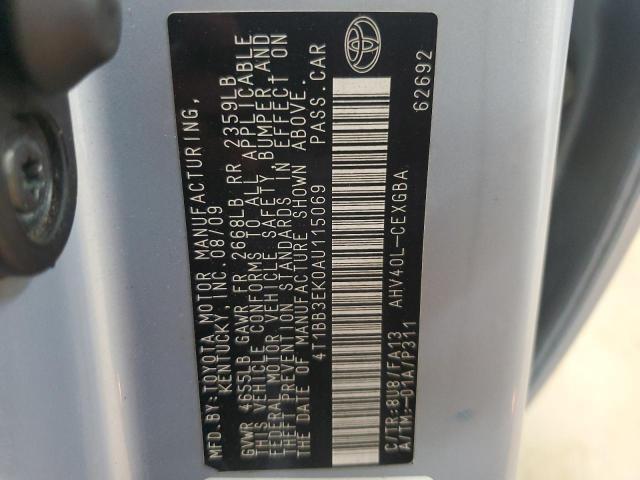 MFD.BY:TOYOTA MOTOR MANUFACTURING,
KENTUCKY, INC. 08/09
GVWR 4655LB GAWR FR 2668LB RR 2359LB
THIS VEHICLE CONFORMS TO ALL APPLICABLE
FEDERAL MOTOR VEHICLE SAFETY, BUMPER, AND
THEFT PREVENTION STANDARDS IN EFFECT ON
THE DATE OF MANUFACTURE SHOWN ABOVE.
4T1BB3EK0AU115069 PASS.CAR
C/TR:8U8/FA13 AHV40L-CEXGBA
A/TM:-01A/P311
62692